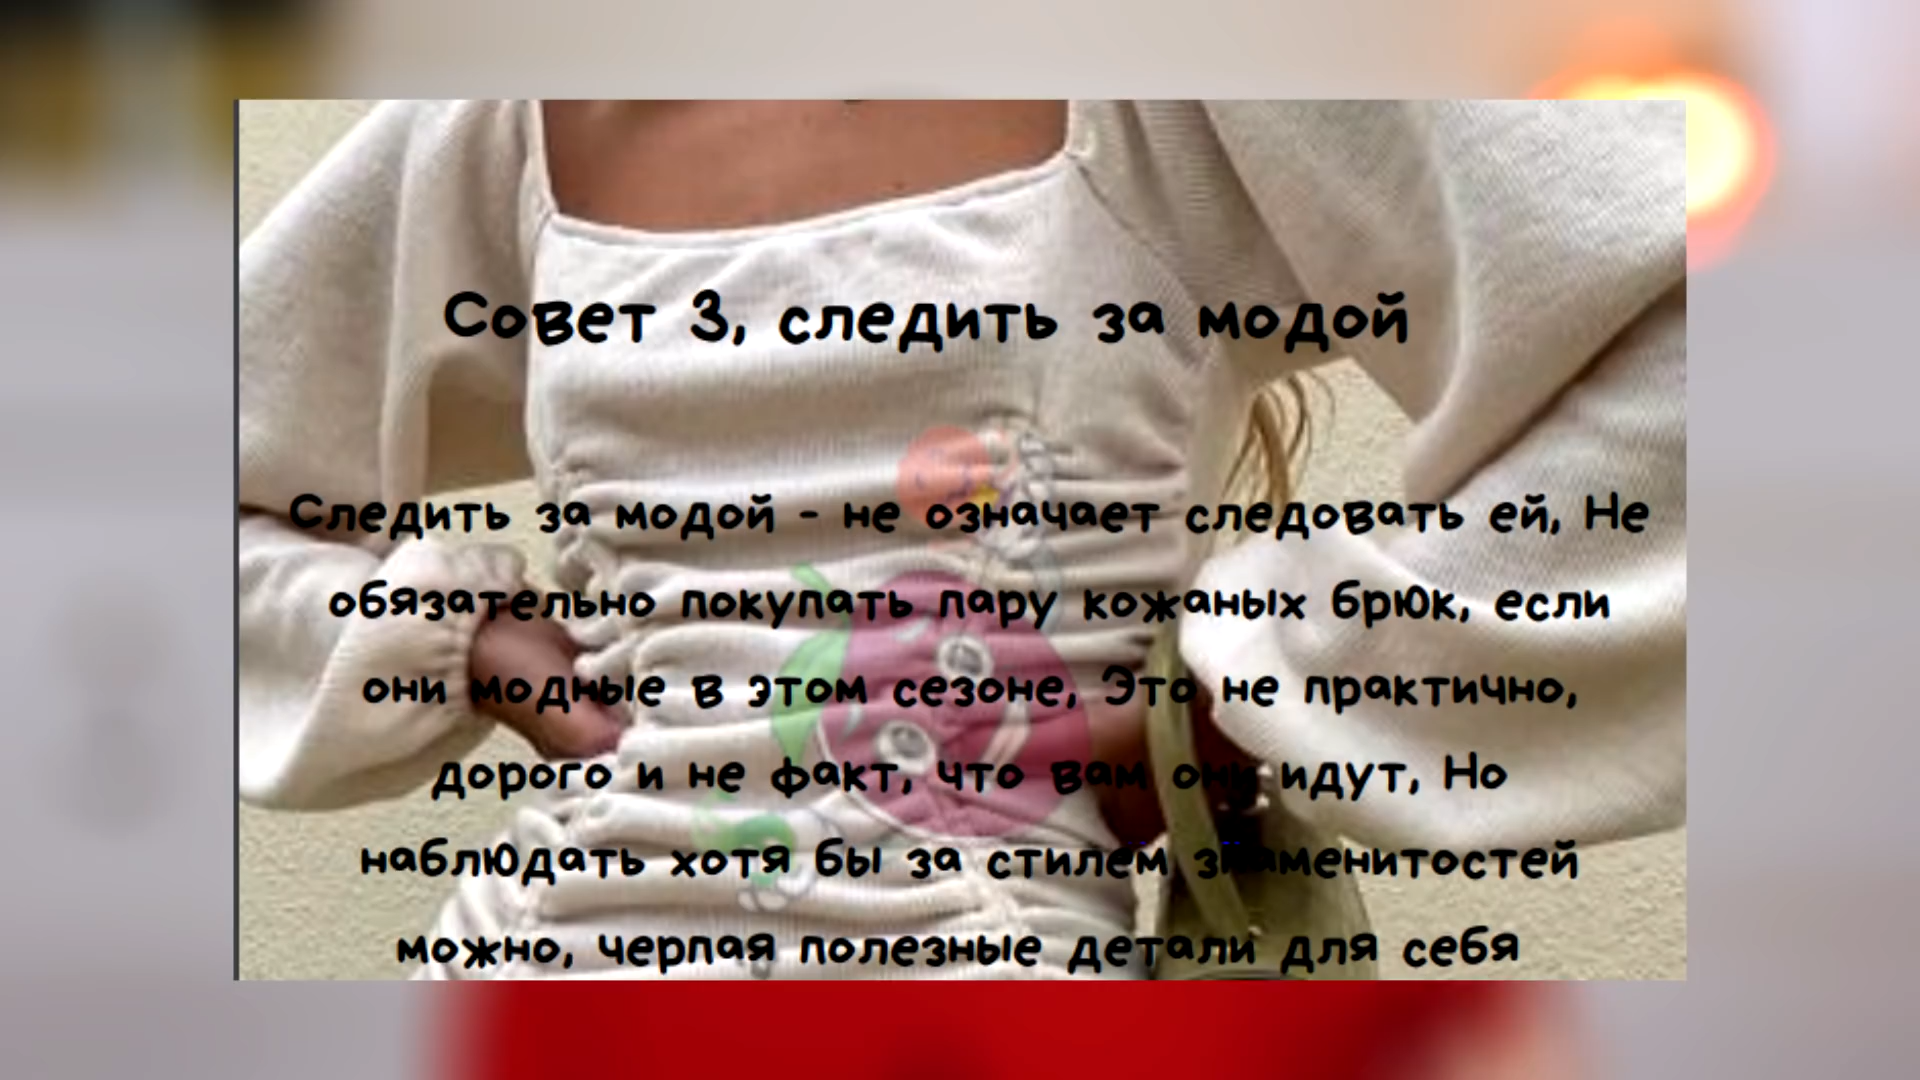 Совет 3, следить за модой
Следить за модой - не означает следовать ей, Не
обязательно покупать пару кожаных брюк, если
они модные в этом сезоне, Это не практично,
дорого и не факт, что вам они идут, Но
наблюдать хотя бы за стилем знаменитостей
можно, черпая полезные детали для себя